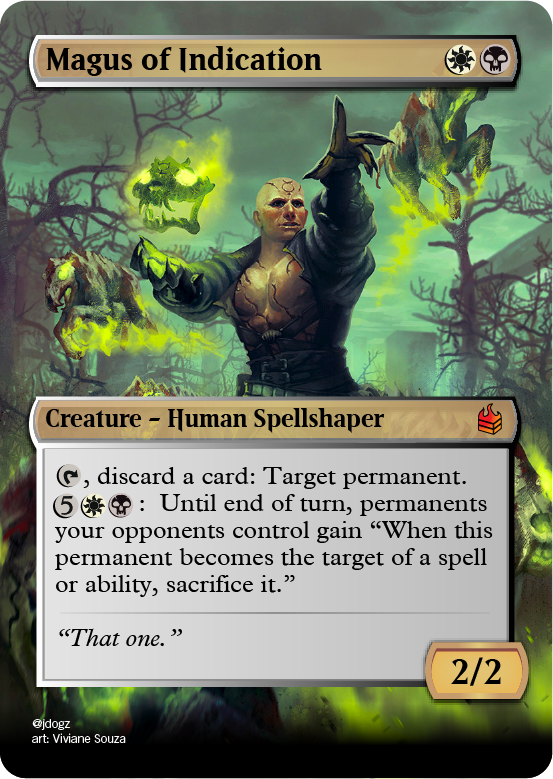 Magus of Indication
Creature – Human Spellshaper
, discard a card: Target permanent.
5 : Until end of turn, permanents
your opponents control gain “When this
permanent becomes the target of a spell
or ability, sacrifice it.”
“That one.”
2/2
@jdogz
art: Viviane Souza